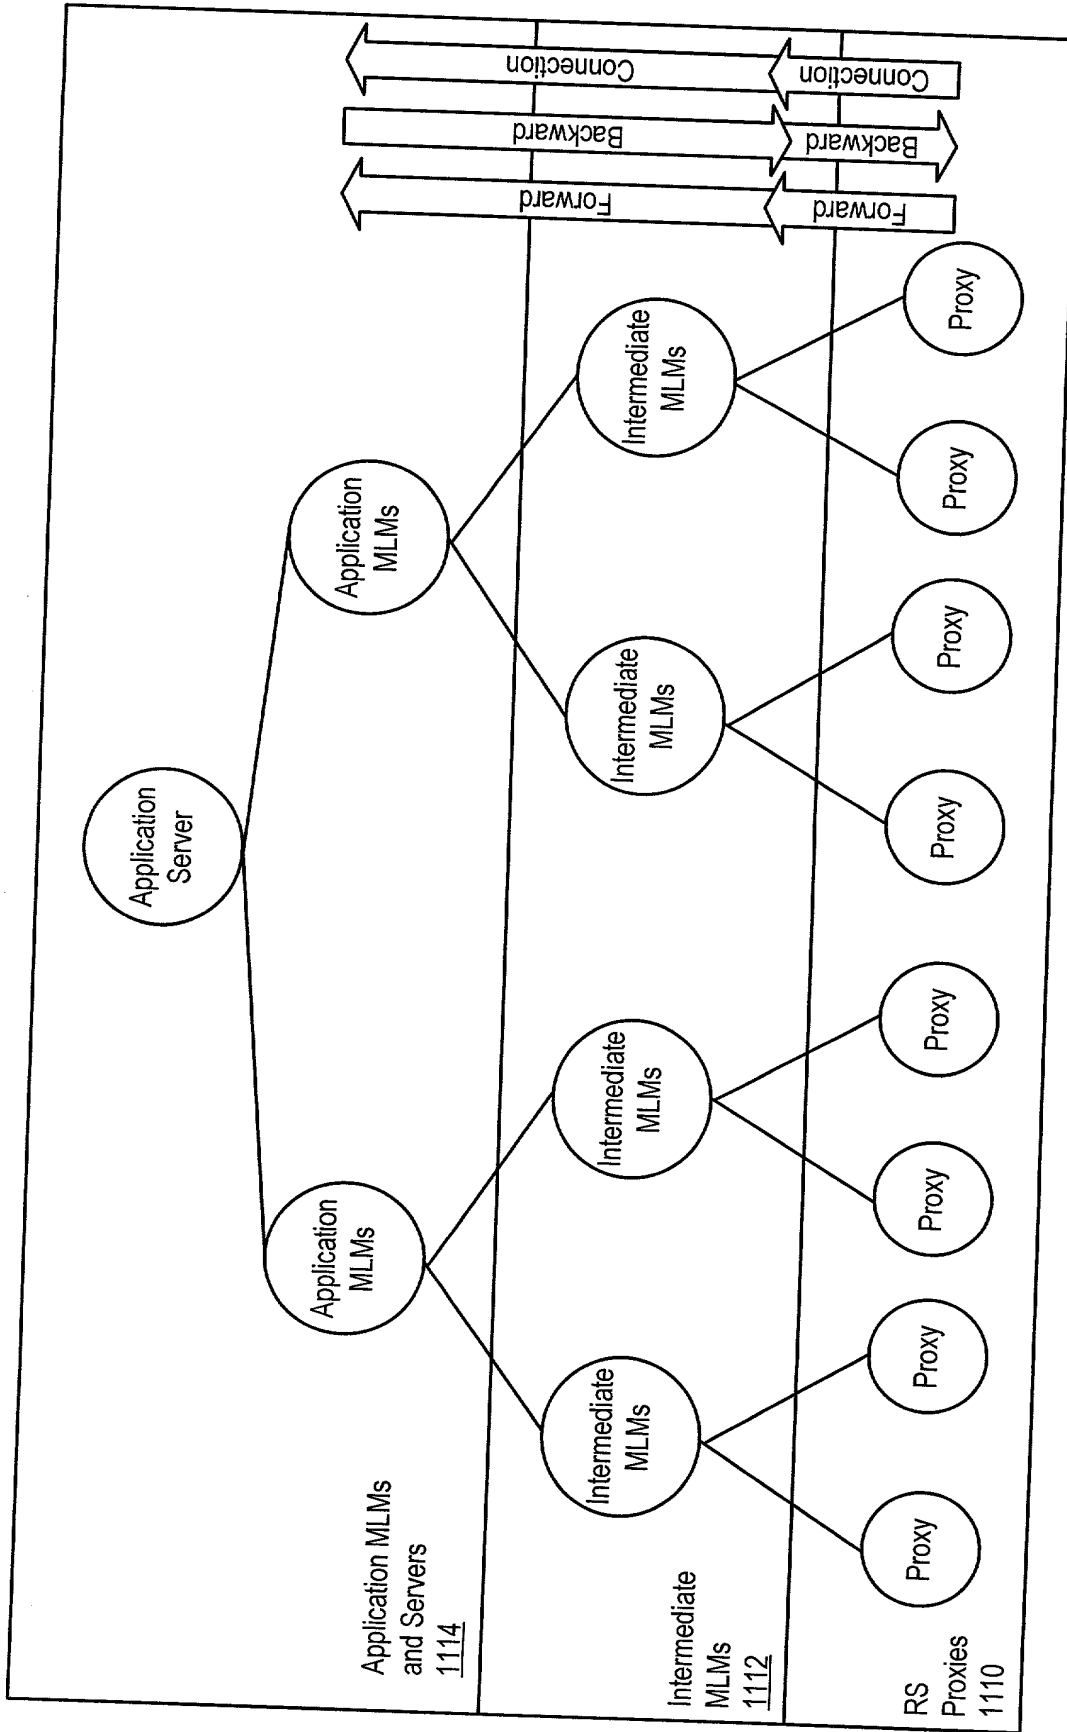 Application
Server
Application
MLMs
Application
MLMs
Application MLMs
and Servers
1114
Intermediate
MLMs
Intermediate
MLMs
Intermediate
MLMs
Intermediate
MLMs
Intermediate
MLMs
1112
Proxy
Proxy
Proxy
Proxy
Proxy
Proxy
Proxy
Proxy
RS
Proxies
1110
Forward
Forward
Backward
Backward
Connection
Connection